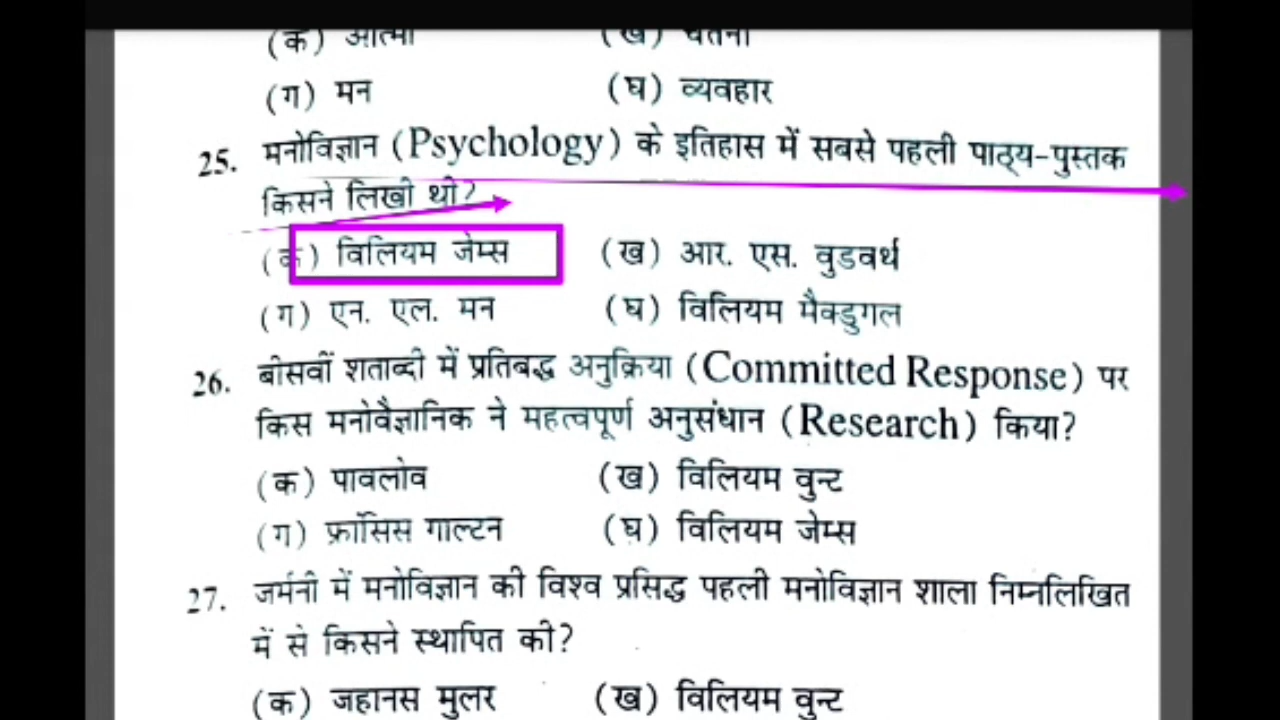 (क) आत्मा (ख) चेतना
(ग) मन (घ) व्यवहार
25. मनोविज्ञान (Psychology) के इतिहास में सबसे पहली पाठ्य-पुस्तक
किसने लिखी थी?
(क) विलियम जेम्स (ख) आर. एस. वुडवर्थ
(ग) एन. एल. मन (घ) विलियम मैक्डुगल
26. बीसवीं शताब्दी में प्रतिबद्ध अनुक्रिया (Committed Response) पर
किस मनोवैज्ञानिक ने महत्वपूर्ण अनुसंधान (Research) किया?
(क) पावलोव (ख) विलियम वुन्ट
(ग) फ्रांसिस गाल्टन (घ) विलियम जेम्स
27. जर्मनी में मनोविज्ञान की विश्व प्रसिद्ध पहली मनोविज्ञान शाला निम्नलिखित
में से किसने स्थापित की?
(क) जहानस मुलर (ख) विलियम वुन्ट